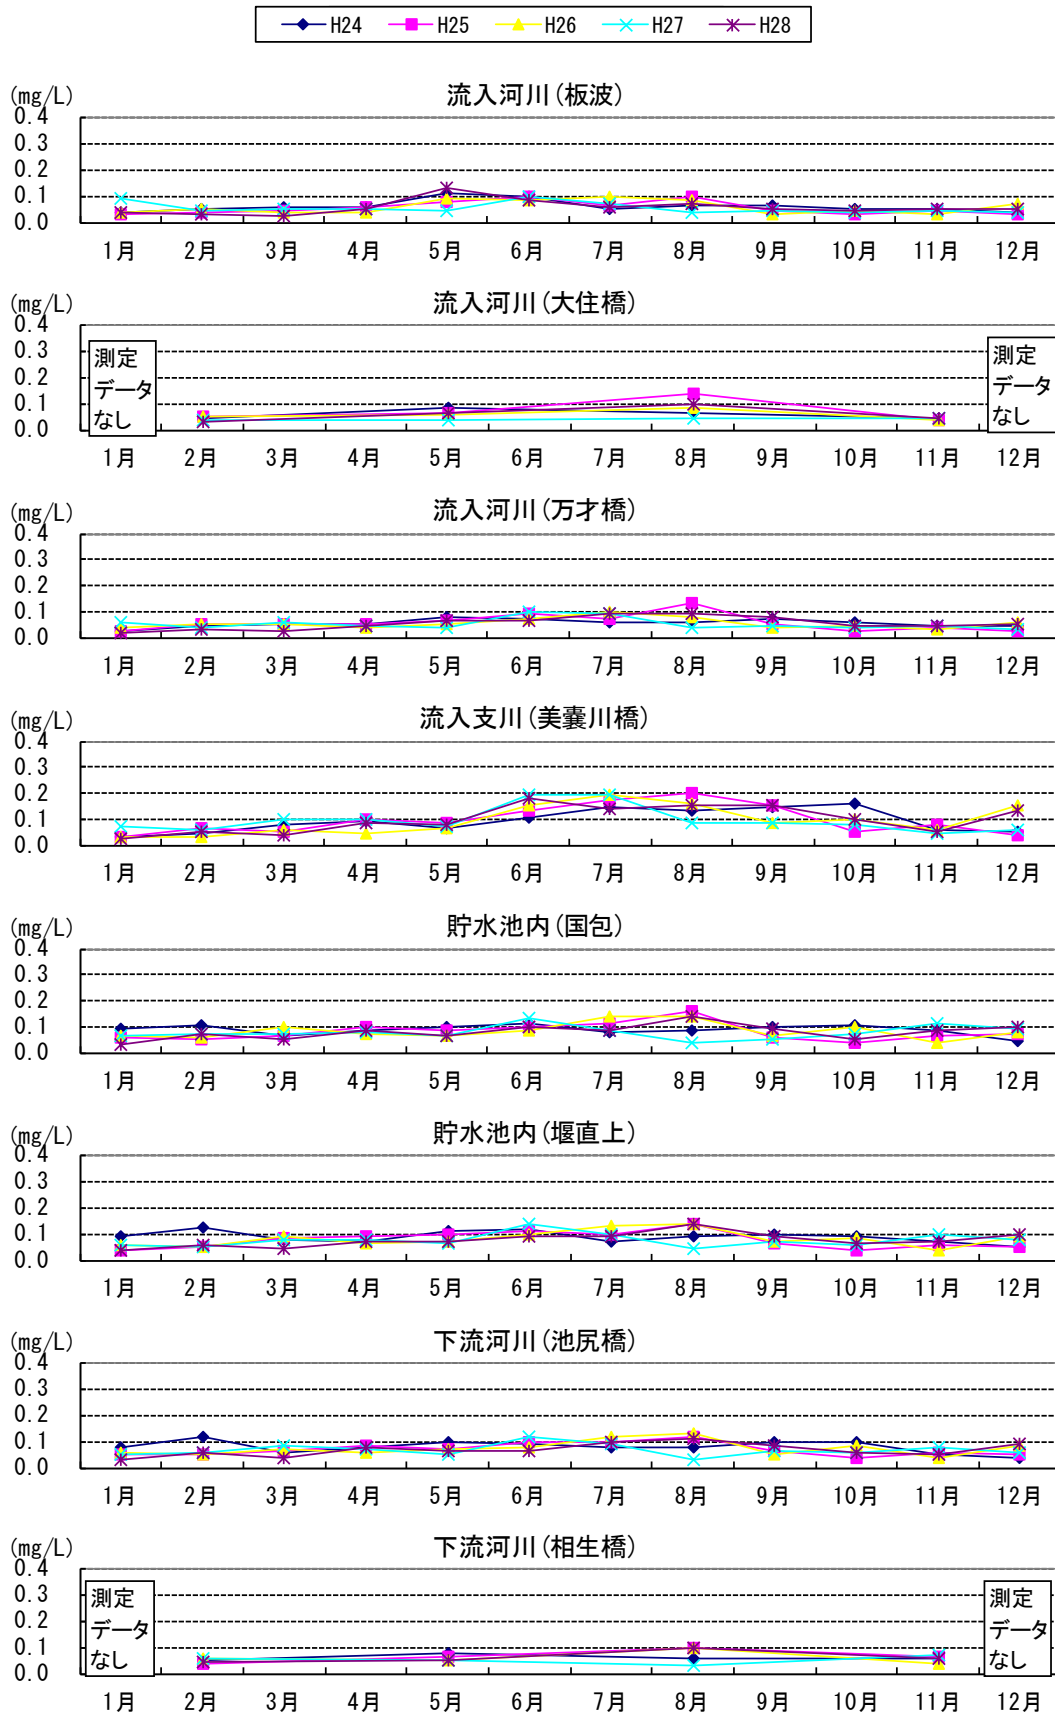 H24 H25 H26 H27 H28
(mg/L) 流入河川(板波)
0.4
0.3
0.2
0.1
0.0
1月 2月 3月 4月 5月 6月 7月 8月 9月 10月 11月 12月
(mg/L) 流入河川(大住橋)
0.4
0.3
0.2
0.1
0.0
測定
データ
なし
測定
データ
なし
1月 2月 3月 4月 5月 6月 7月 8月 9月 10月 11月 12月
(mg/L) 流入河川(万才橋)
0.4
0.3
0.2
0.1
0.0
1月 2月 3月 4月 5月 6月 7月 8月 9月 10月 11月 12月
(mg/L) 流入支川(美嚢川橋)
0.4
0.3
0.2
0.1
0.0
1月 2月 3月 4月 5月 6月 7月 8月 9月 10月 11月 12月
(mg/L) 貯水池内(国包)
0.4
0.3
0.2
0.1
0.0
1月 2月 3月 4月 5月 6月 7月 8月 9月 10月 11月 12月
(mg/L) 貯水池内(堰直上)
0.4
0.3
0.2
0.1
0.0
1月 2月 3月 4月 5月 6月 7月 8月 9月 10月 11月 12月
(mg/L) 下流河川(池尻橋)
0.4
0.3
0.2
0.1
0.0
1月 2月 3月 4月 5月 6月 7月 8月 9月 10月 11月 12月
(mg/L) 下流河川(相生橋)
0.4
0.3
0.2
0.1
0.0
測定
データ
なし
測定
データ
なし
1月 2月 3月 4月 5月 6月 7月 8月 9月 10月 11月 12月